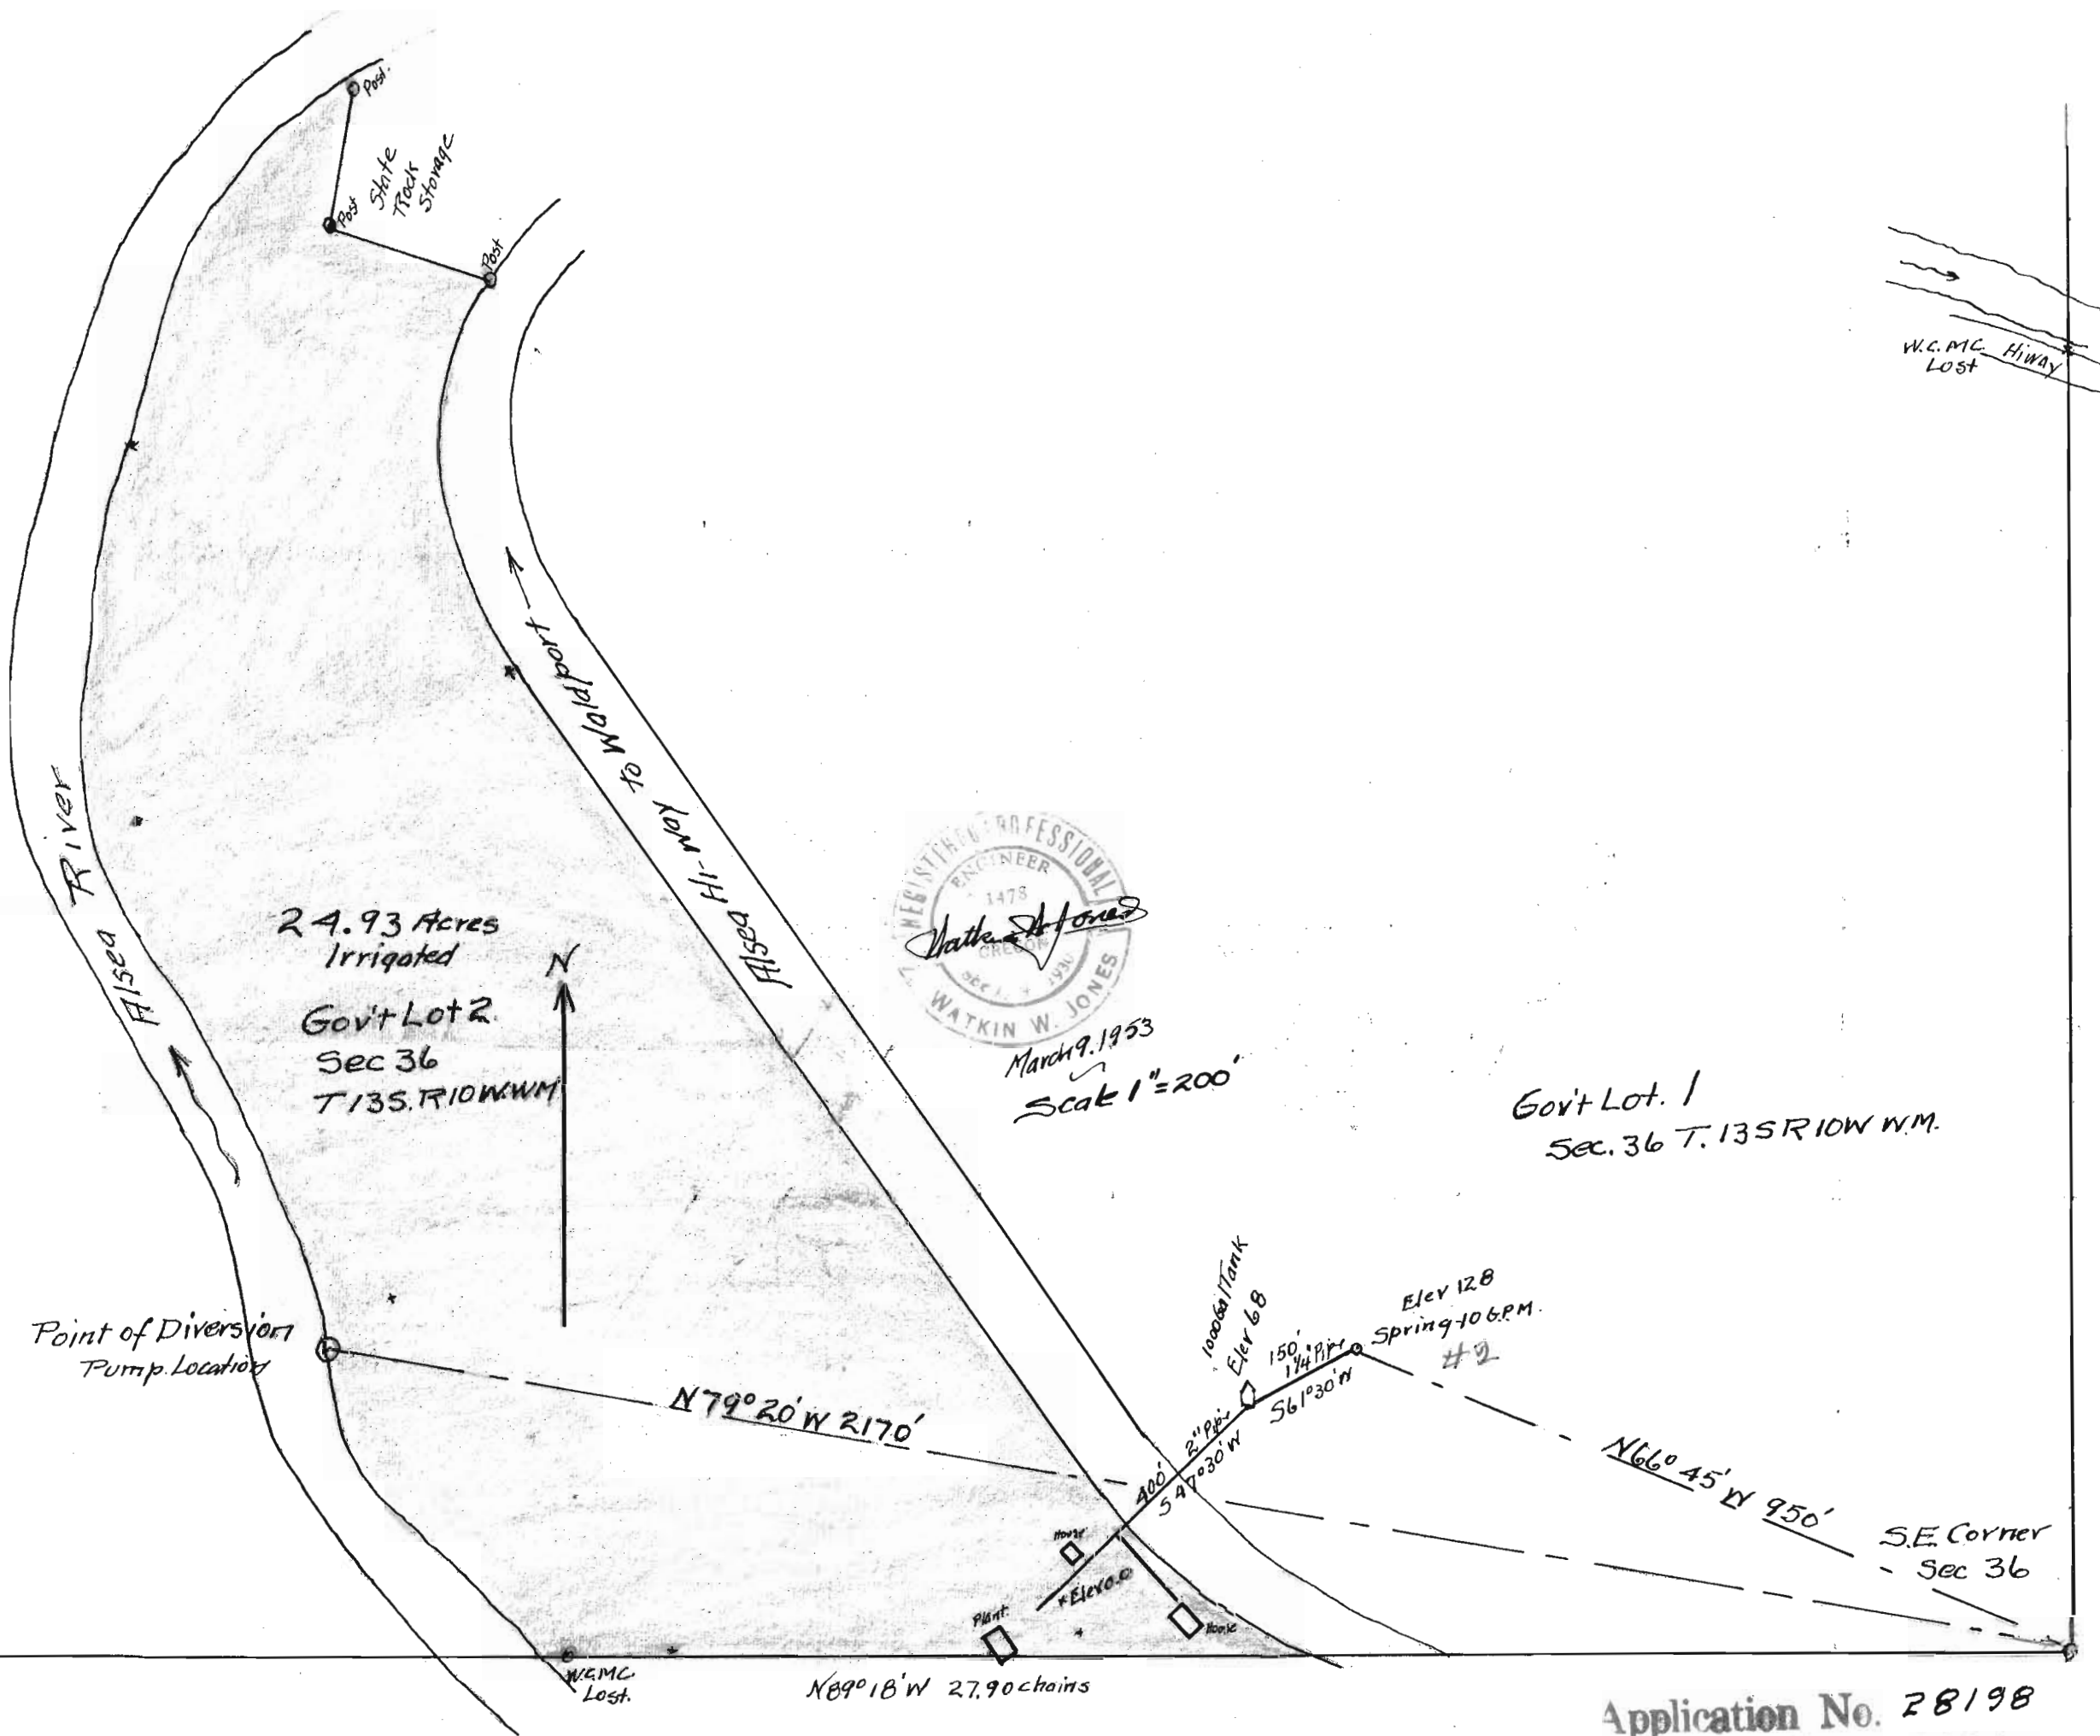 Post.
Post
State
Rock
Storage
Post
W.C.MC. Hiway
Lost
Alsea Hi-way to Waldport
Alsea River
24.93 Acres
Irrigated
N
Gov't Lot 2.
Sec 36
T13S. R10W.W.M
REGISTERED PROFESSIONAL
ENGINEER
1478
OREGON
1930
WATKIN W. JONES
March 9. 1953
Scale 1"=200'
Gov't Lot. 1
Sec. 36 T. 13S R10W W.M.
1000 Gal Tank
Elev 68
150'
1¼" Pipe
S61°30'W
Elev 128
Spring-10 G.P.M.
#2
2" Pipe
400'
S47°30'W
Point of Diversion
Pump Location
N79°20'W 2170'
N66°45'W 950'
S.E. Corner
Sec 36
House
*Elev 0.0
Plant.
House
W.C.MC.
Lost.
N89°18'W 27.90 chains
Application No. 28198